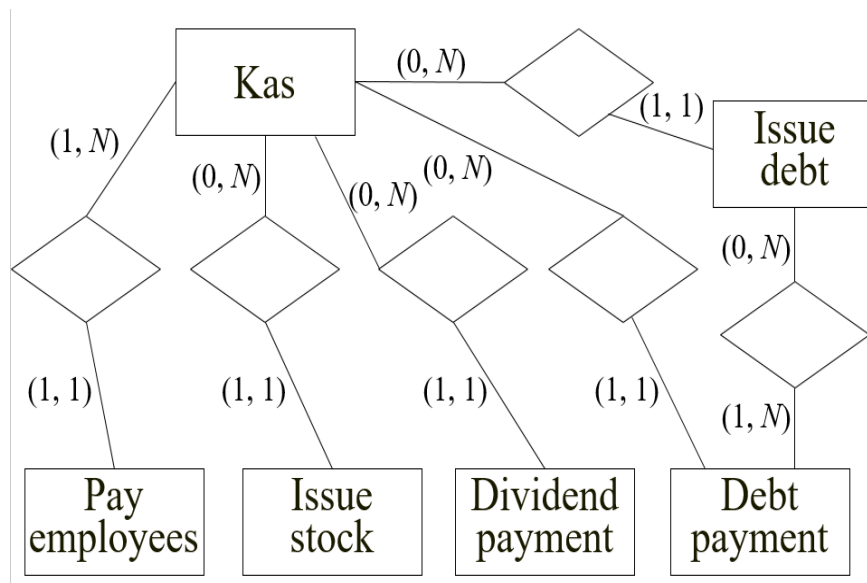 Kas
(0, N)
(1, 1)
Issue
debt
(1, N)
(0, N)
(0, N)
(0, N)
(0, N)
(1, 1)
(1, 1)
(1, 1)
(1, 1)
(1, N)
Pay
employees
Issue
stock
Dividend
payment
Debt
payment